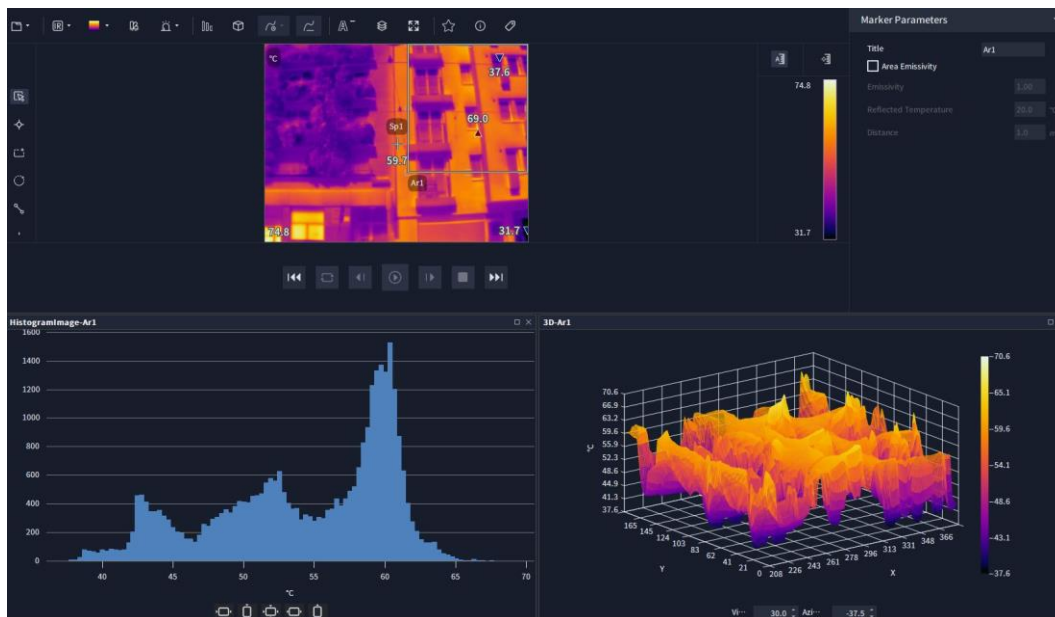 IR
A
Marker Parameters
Title
Ar1
Area Emissivity
Emissivity
1.00
Reflected Temperature
20.0
Distance
1.0
°C
37.6
69.0
Sp1
59.7
Ar1
74.8
31.7
A
74.8
31.7
HistogramImage-Ar1
1600
1400
1200
1000
800
600
400
200
0
40 45 50 55 60 65 70
°C
3D-Ar1
70.6
66.9
63.2
59.6
55.9
52.3
48.6
44.9
41.3
37.6
°C
165 145 124 103 83 62 41 21 0
Y
208 226 243 261 278 296 313 331 348 366
X
70.6
65.1
59.6
54.1
48.6
43.1
37.6
Vi··· 30.0 Azi··· -37.5